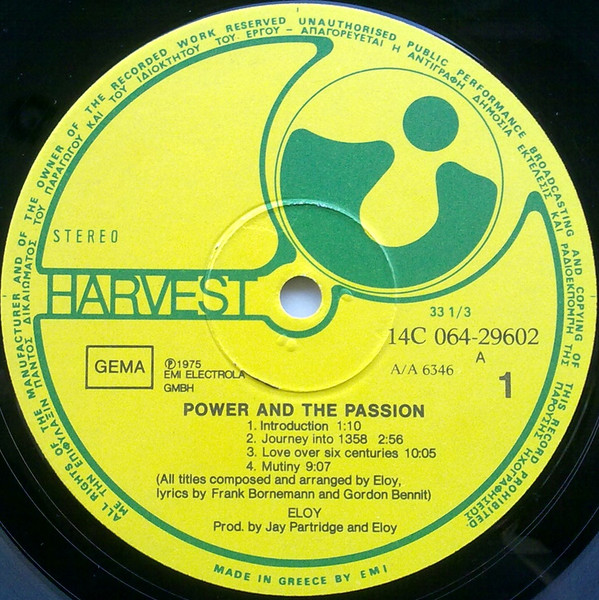 ALL RIGHTS OF THE MANUFACTURER AND OF THE OWNER OF THE RECORDED WORK RESERVED UNAUTHORISED PUBLIC PERFORMANCE BROADCASTING AND COPYING OF THIS RECORD PROHIBITED.
ΜΕ ΤΗΝ ΕΠΙΦΥΛΑΞΙΝ ΠΑΝΤΟΣ ΔΙΚΑΙΩΜΑΤΟΣ ΤΟΥ ΠΑΡΑΓΩΓΟΥ ΚΑΙ ΤΟΥ ΙΔΙΟΚΤΗΤΟΥ ΤΟΥ ΕΡΓΟΥ - ΑΠΑΓΟΡΕΥΕΤΑΙ Η ΑΝΤΙΓΡΑΦΗ ΔΗΜΟΣΙΑ ΕΚΤΕΛΕΣΙΣ ΚΑΙ ΡΑΔΙΟΕΚΠΟΜΠΗ ΤΗΣ ΠΑΡΟΥΣΗΣ ΗΧΟΓΡΑΦΗΣΕΩΣ
STEREO
HARVEST
33 1/3
14C 064-29602
A
A/A 6346
1
GEMA
℗1975
EMI ELECTROLA
GMBH
POWER AND THE PASSION
1. Introduction 1:10
2. Journey into 1358 2:56
3. Love over six centuries 10:05
4. Mutiny 9:07
(All titles composed and arranged by Eloy,
lyrics by Frank Bornemann and Gordon Bennit)
ELOY
Prod. by Jay Partridge and Eloy
MADE IN GREECE BY EMI